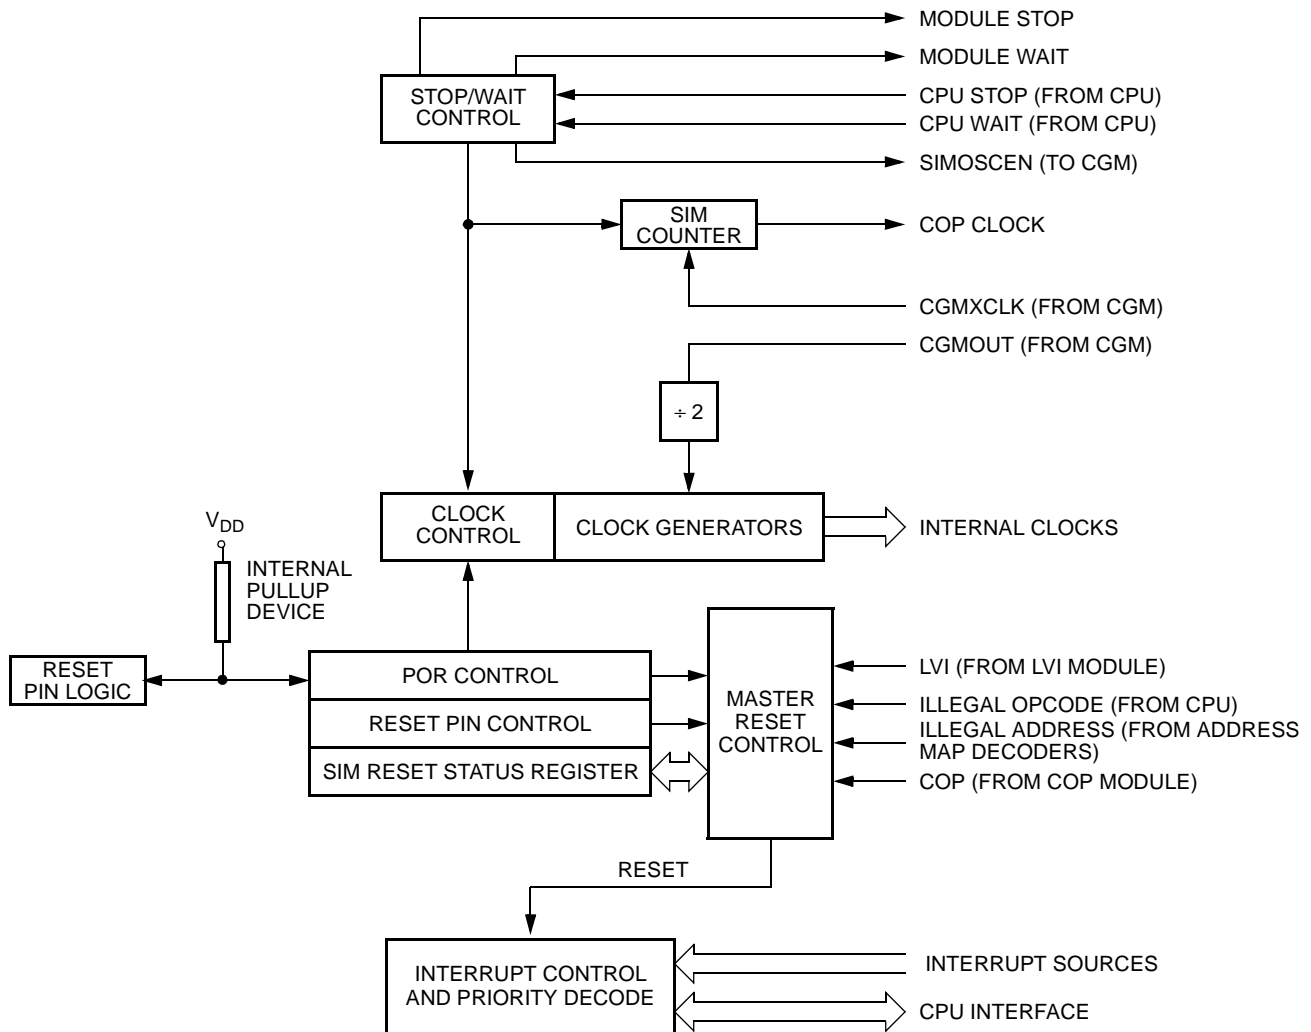 MODULE STOP
MODULE WAIT
STOP/WAIT
CONTROL
CPU STOP (FROM CPU)
CPU WAIT (FROM CPU)
SIMOSCEN (TO CGM)
SIM
COUNTER
COP CLOCK
CGMXCLK (FROM CGM)
CGMOUT (FROM CGM)
÷ 2
CLOCK
CONTROL
CLOCK GENERATORS
INTERNAL CLOCKS
VDD
INTERNAL
PULLUP
DEVICE
RESET
PIN LOGIC
POR CONTROL
RESET PIN CONTROL
SIM RESET STATUS REGISTER
MASTER
RESET
CONTROL
LVI (FROM LVI MODULE)
ILLEGAL OPCODE (FROM CPU)
ILLEGAL ADDRESS (FROM ADDRESS
MAP DECODERS)
COP (FROM COP MODULE)
RESET
INTERRUPT CONTROL
AND PRIORITY DECODE
INTERRUPT SOURCES
CPU INTERFACE